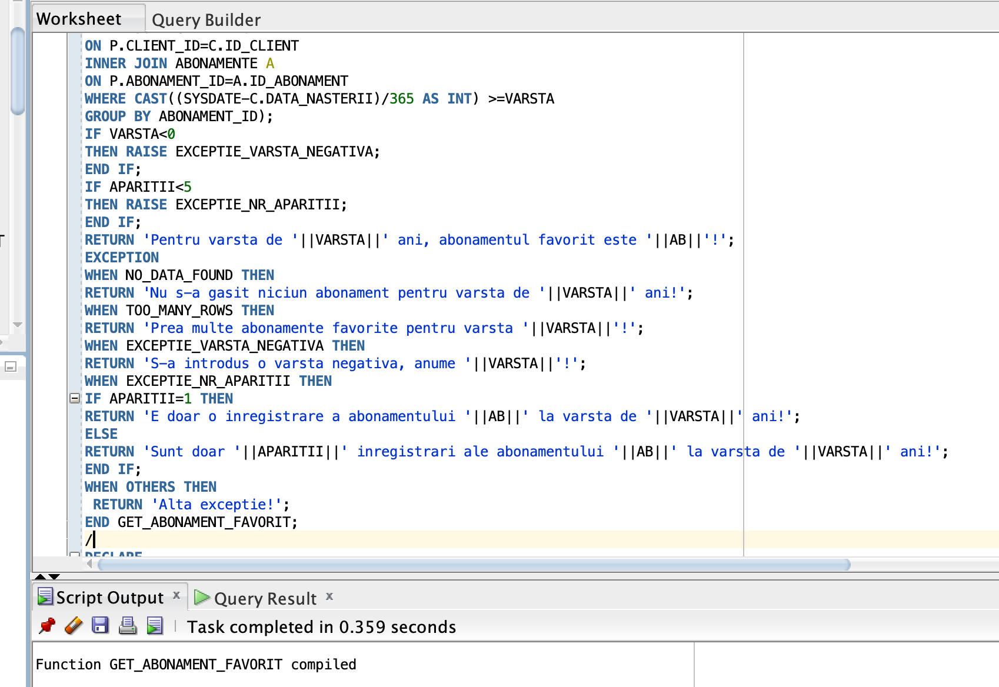 Worksheet Query Builder
ON P.CLIENT_ID=C.ID_CLIENT
INNER JOIN ABONAMENTE A
ON P.ABONAMENT_ID=A.ID_ABONAMENT
WHERE CAST((SYSDATE-C.DATA_NASTERII)/365 AS INT) >=VARSTA
GROUP BY ABONAMENT_ID);
IF VARSTA<0
THEN RAISE EXCEPTIE_VARSTA_NEGATIVA;
END IF;
IF APARITII<5
THEN RAISE EXCEPTIE_NR_APARITII;
END IF;
RETURN 'Pentru varsta de '||VARSTA||' ani, abonamentul favorit este '||AB||'!';
EXCEPTION
WHEN NO_DATA_FOUND THEN
RETURN 'Nu s-a gasit niciun abonament pentru varsta de '||VARSTA||' ani!';
WHEN TOO_MANY_ROWS THEN
RETURN 'Prea multe abonamente favorite pentru varsta '||VARSTA||'!';
WHEN EXCEPTIE_VARSTA_NEGATIVA THEN
RETURN 'S-a introdus o varsta negativa, anume '||VARSTA||'!';
WHEN EXCEPTIE_NR_APARITII THEN
IF APARITII=1 THEN
RETURN 'E doar o inregistrare a abonamentului '||AB||' la varsta de '||VARSTA||' ani!';
ELSE
RETURN 'Sunt doar '||APARITII||' inregistrari ale abonamentului '||AB||' la varsta de '||VARSTA||' ani!';
END IF;
WHEN OTHERS THEN
RETURN 'Alta exceptie!';
END GET_ABONAMENT_FAVORIT;
/
DECLARE
Script Output x Query Result x
Task completed in 0.359 seconds
Function GET_ABONAMENT_FAVORIT compiled